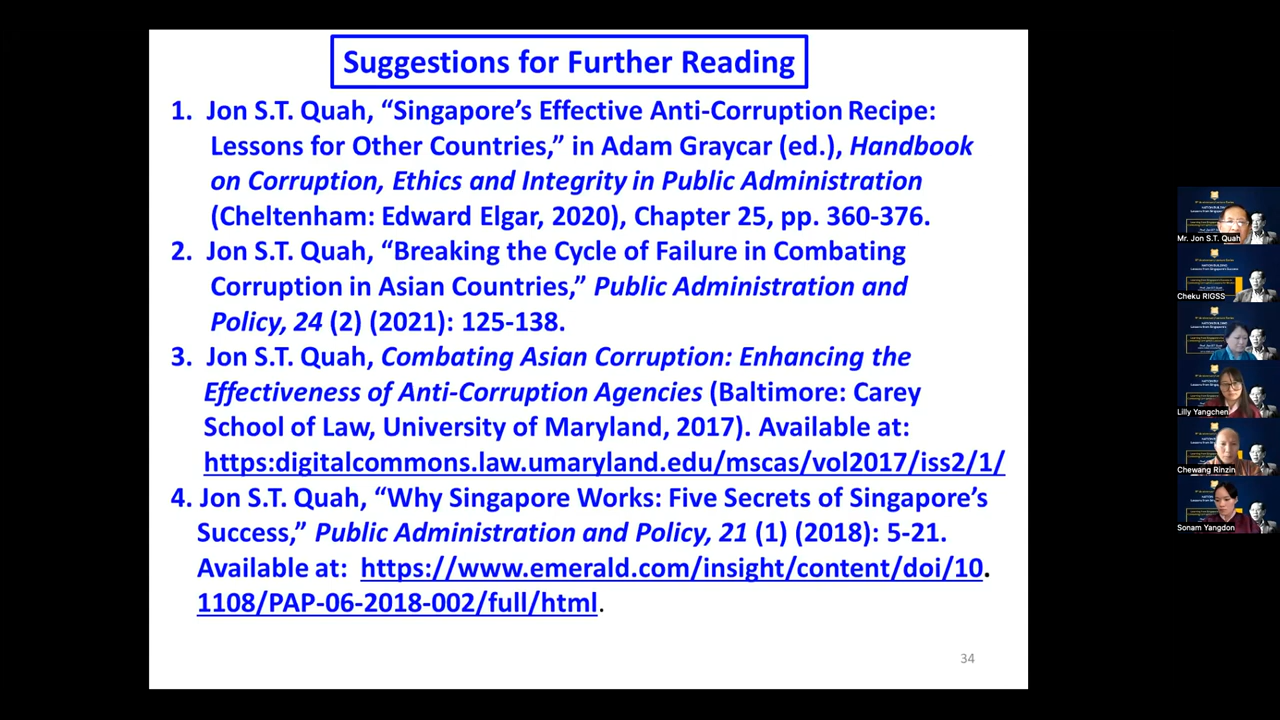 Suggestions for Further Reading
1. Jon S.T. Quah, “Singapore’s Effective Anti-Corruption Recipe:
Lessons for Other Countries,” in Adam Graycar (ed.), Handbook
on Corruption, Ethics and Integrity in Public Administration
(Cheltenham: Edward Elgar, 2020), Chapter 25, pp. 360-376.
2. Jon S.T. Quah, “Breaking the Cycle of Failure in Combating
Corruption in Asian Countries,” Public Administration and
Policy, 24 (2) (2021): 125-138.
3. Jon S.T. Quah, Combating Asian Corruption: Enhancing the
Effectiveness of Anti-Corruption Agencies (Baltimore: Carey
School of Law, University of Maryland, 2017). Available at:
https:digitalcommons.law.umaryland.edu/mscas/vol2017/iss2/1/
4. Jon S.T. Quah, “Why Singapore Works: Five Secrets of Singapore’s
Success,” Public Administration and Policy, 21 (1) (2018): 5-21.
Available at: https://www.emerald.com/insight/content/doi/10.
1108/PAP-06-2018-002/full/html.
34
Mr. Jon S.T. Quah
Cheku RIGSS
Lilly Yangchen
Chewang Rinzin
Sonam Yangdon